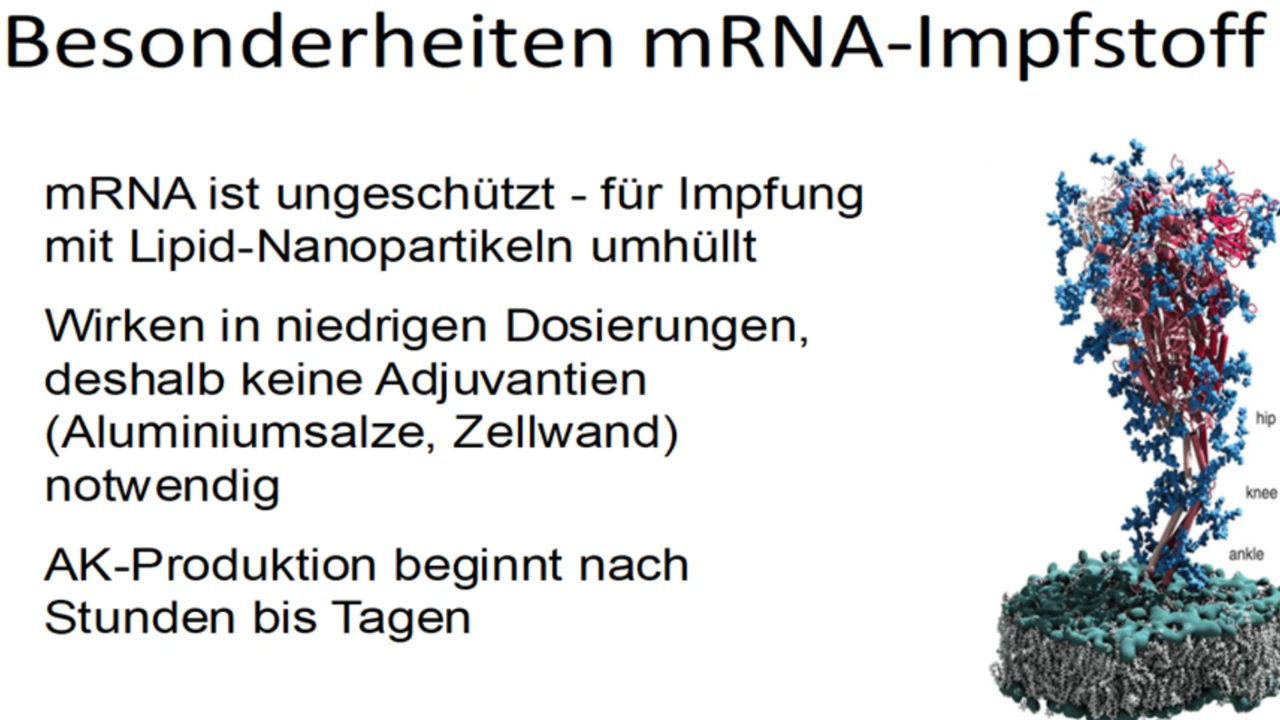 Besonderheiten mRNA-Impfstoff
mRNA ist ungeschützt - für Impfung
mit Lipid-Nanopartikeln umhüllt
Wirken in niedrigen Dosierungen,
deshalb keine Adjuvantien
(Aluminiumsalze, Zellwand)
notwendig
AK-Produktion beginnt nach
Stunden bis Tagen
hip
knee
ankle